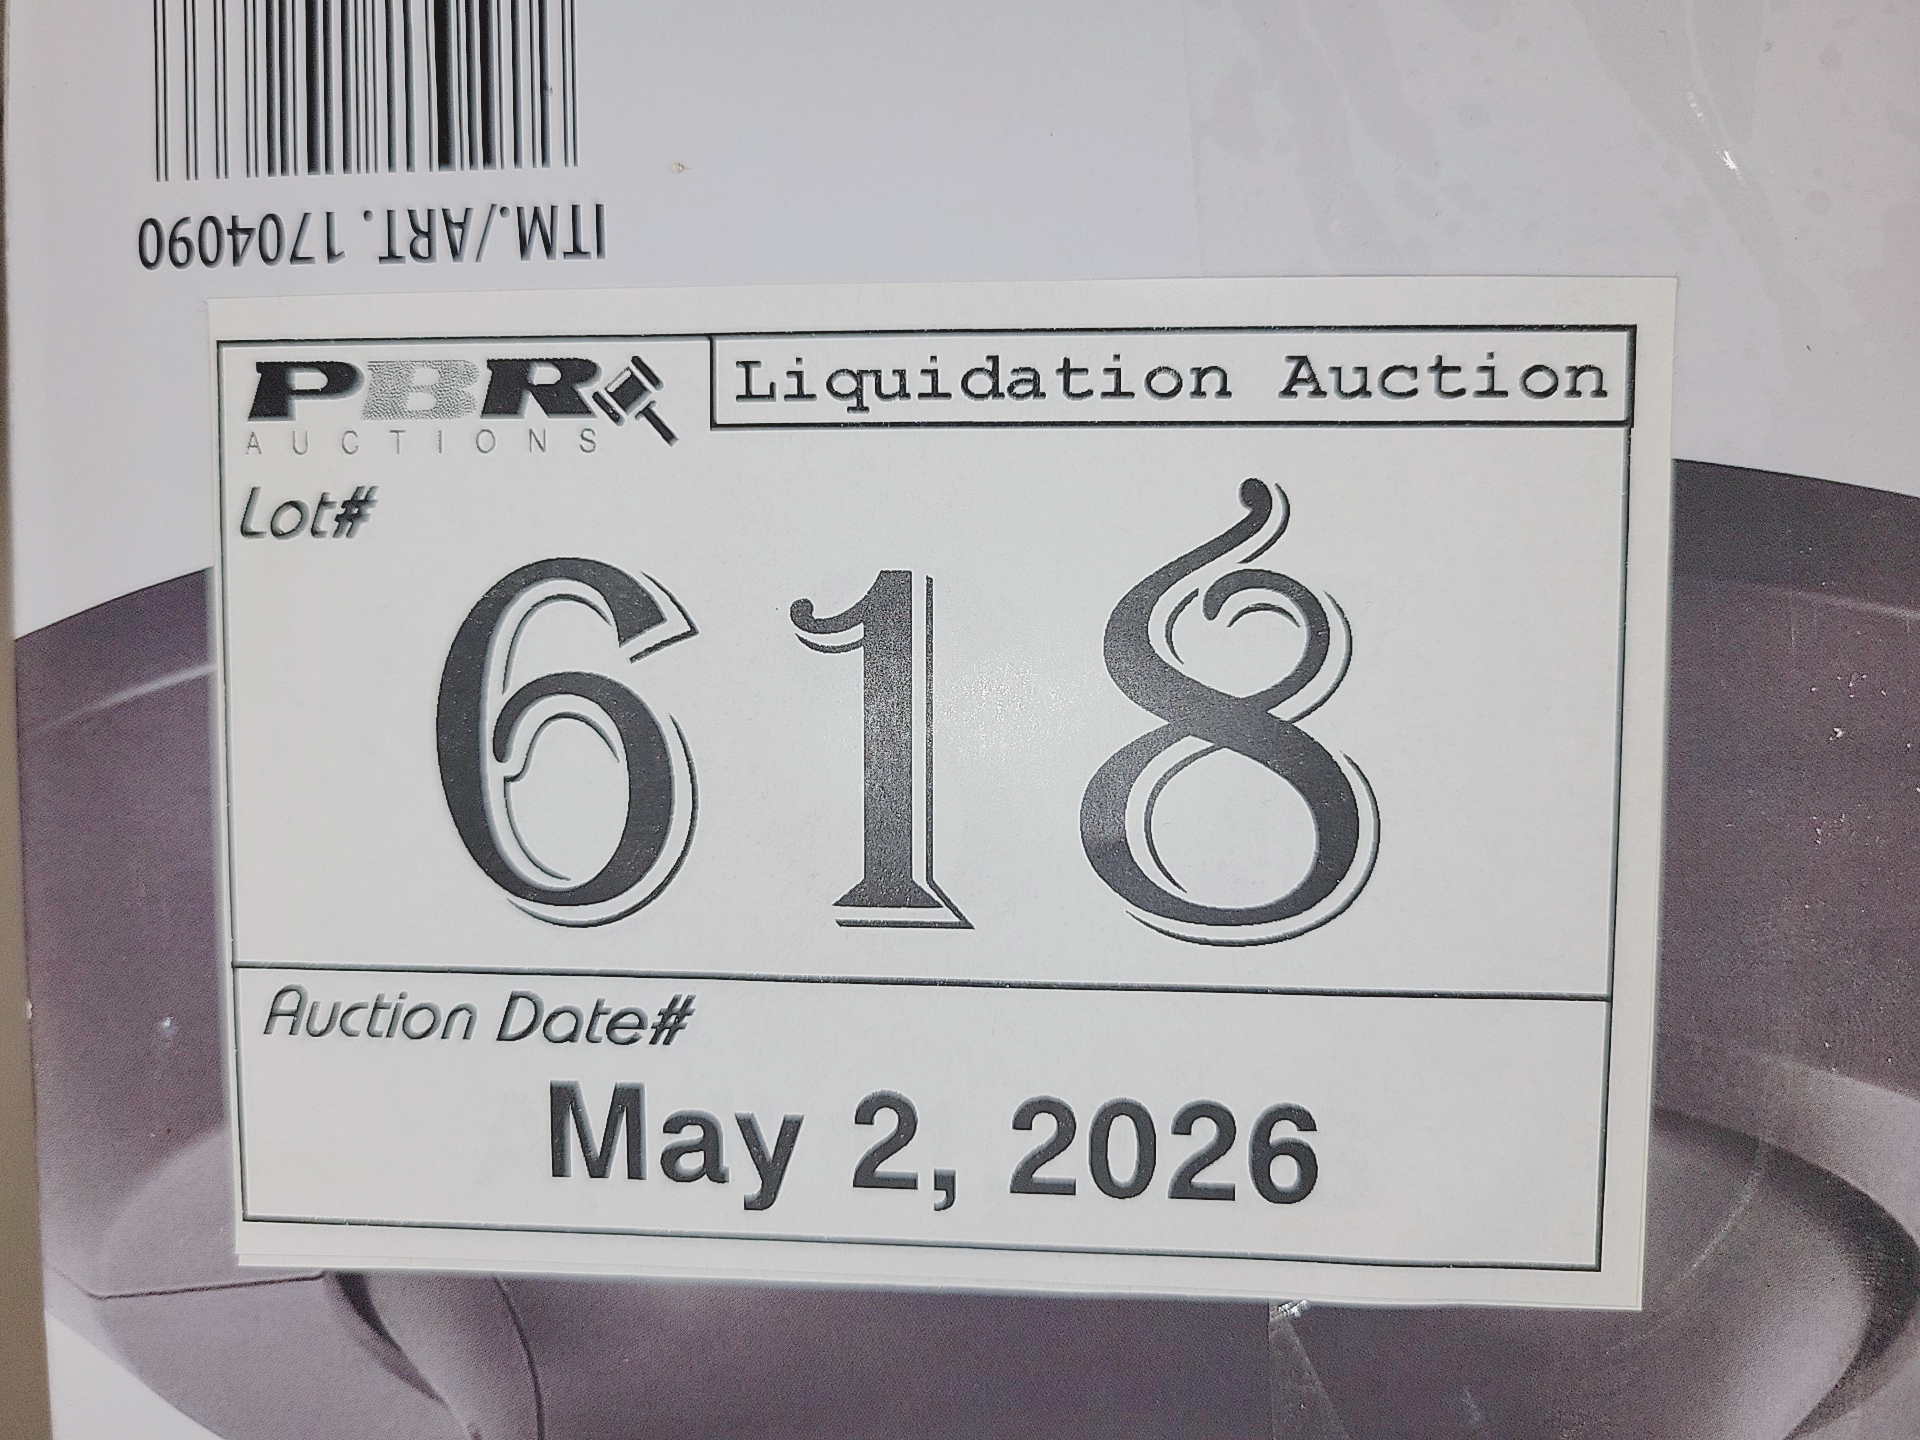 ITM./ART. 1704090
PBR
AUCTIONS
Liquidation Auction
Lot#
618
Auction Date#
May 2, 2026